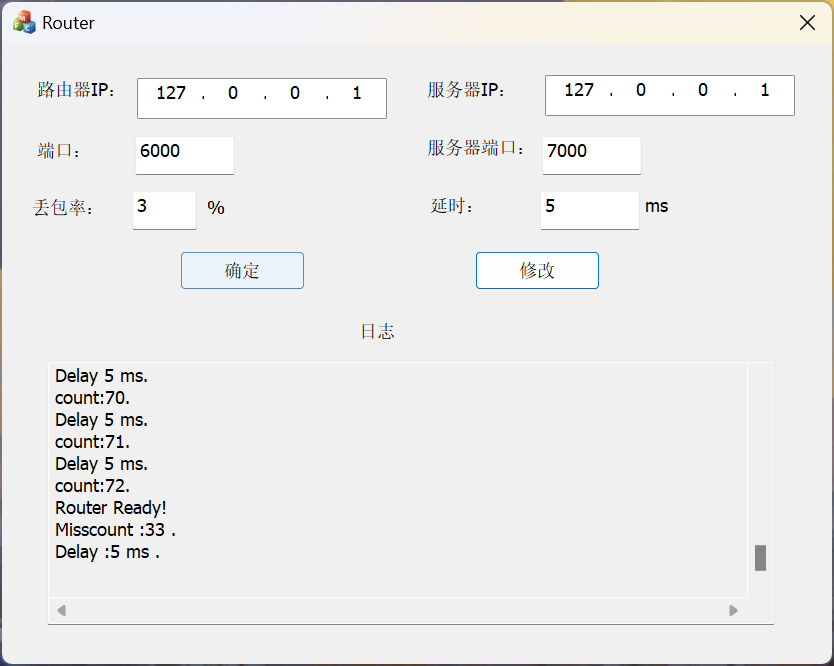 Router
路由器IP： 127 . 0 . 0 . 1 服务器IP： 127 . 0 . 0 . 1
端口： 6000 服务器端口： 7000
丢包率： 3 % 延时： 5 ms
确定 修改
日志
Delay 5 ms.
count:70.
Delay 5 ms.
count:71.
Delay 5 ms.
count:72.
Router Ready!
Misscount :33 .
Delay :5 ms .